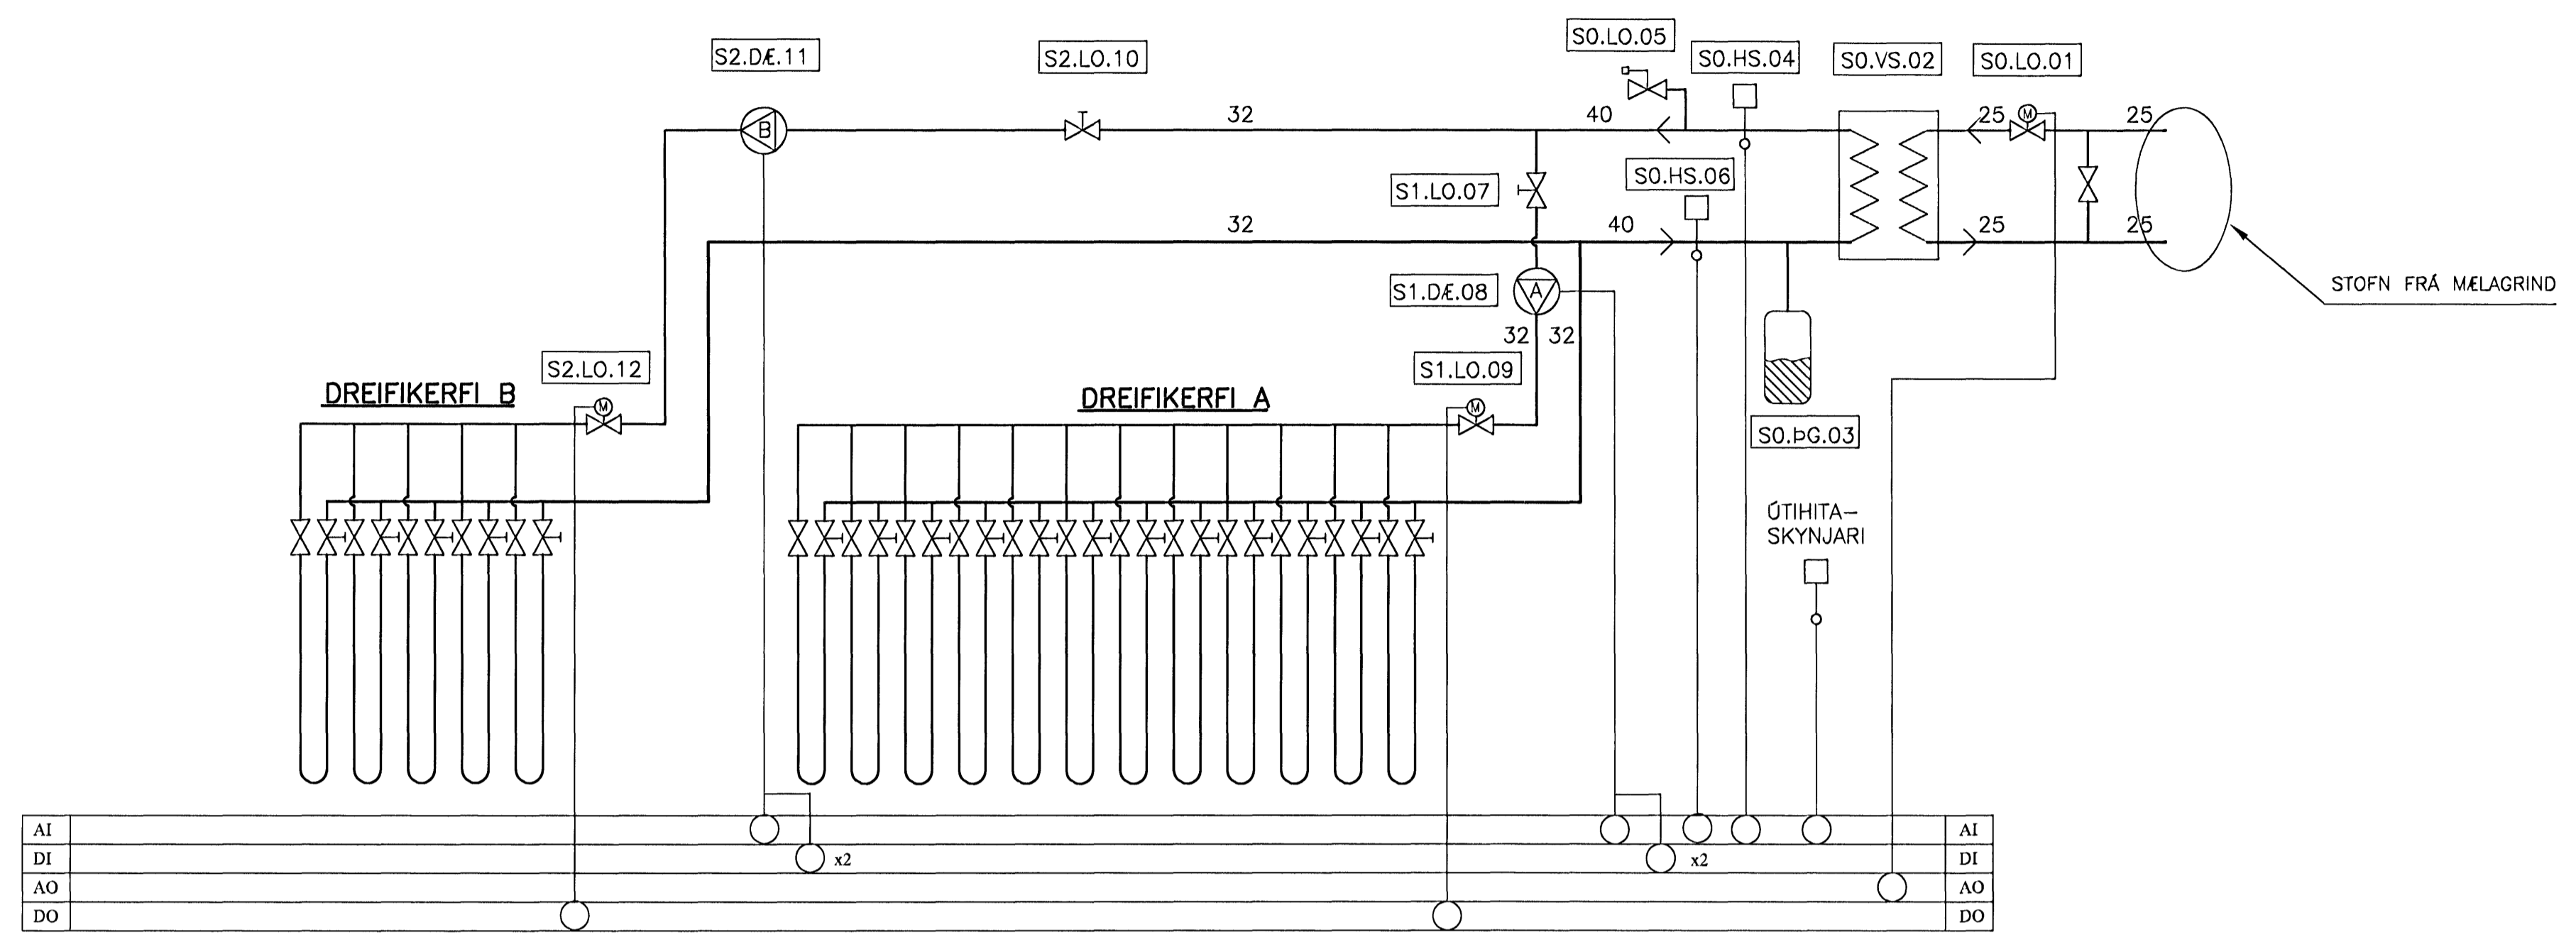 S0.LO.05
S2.DÆ.11
S2.LO.10
S0.HS.04
S0.VS.02
S0.LO.01
32
40
25
M
25
B
S0.HS.06
S1.LO.07
32
40
25
25
S1.DÆ.08
A
STOFN FRÁ MÆLAGRIND
32 32
S2.LO.12
S1.LO.09
DREIFIKERFI B
M
DREIFIKERFI A
M
S0.ÞG.03
ÚTIHITA–
SKYNJARI
AI
AI
DI
x2
x2
DI
AO
AO
DO
DO